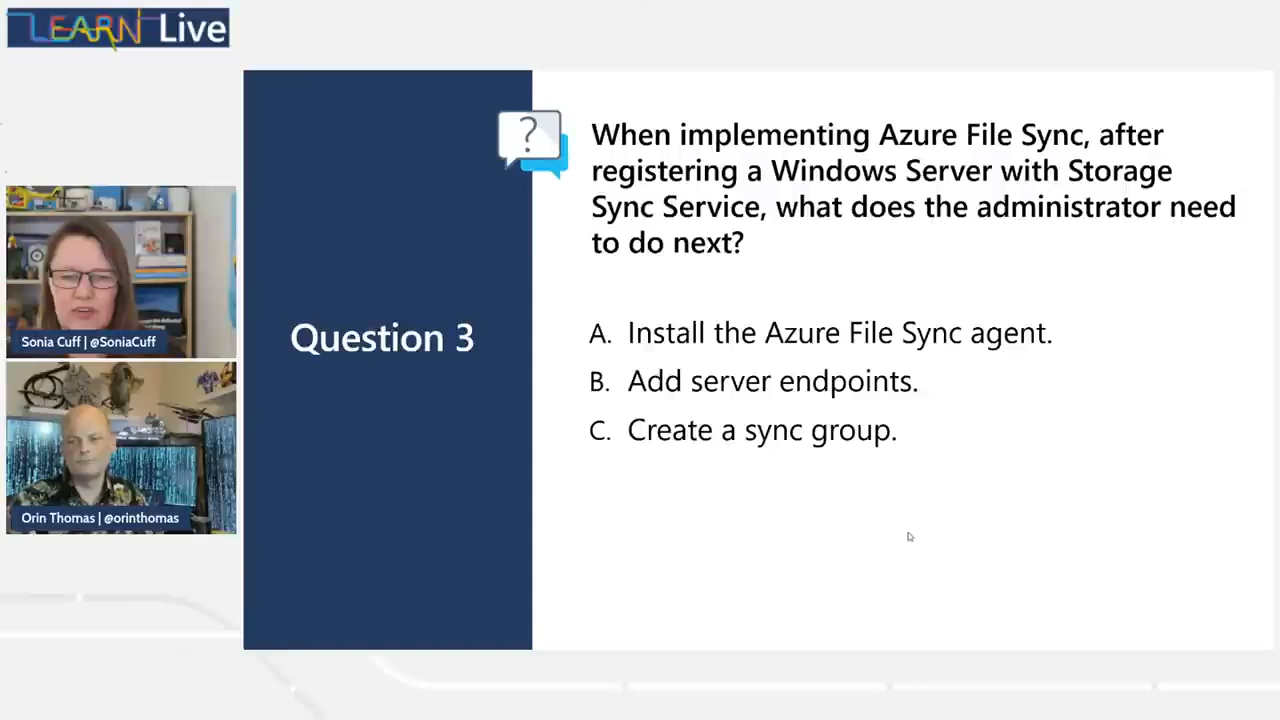 LEARN Live
When implementing Azure File Sync, after
registering a Windows Server with Storage
Sync Service, what does the administrator need
to do next?
Question 3
A. Install the Azure File Sync agent.
B. Add server endpoints.
C. Create a sync group.
Sonia Cuff | @SoniaCuff
Orin Thomas | @orinthomas